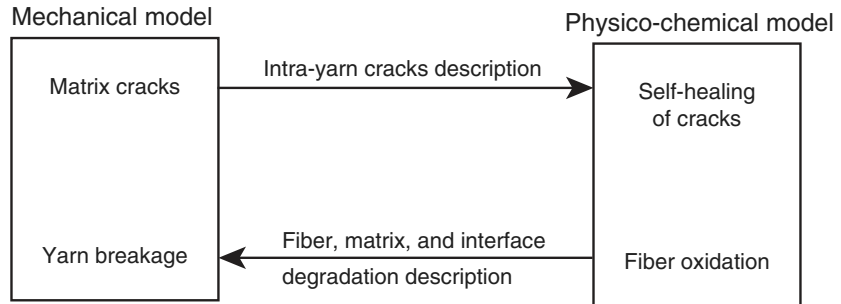 Mechanical model
Physico-chemical model
Matrix cracks
Intra-yarn cracks description
Self-healing
of cracks
Yarn breakage
Fiber, matrix, and interface
degradation description
Fiber oxidation